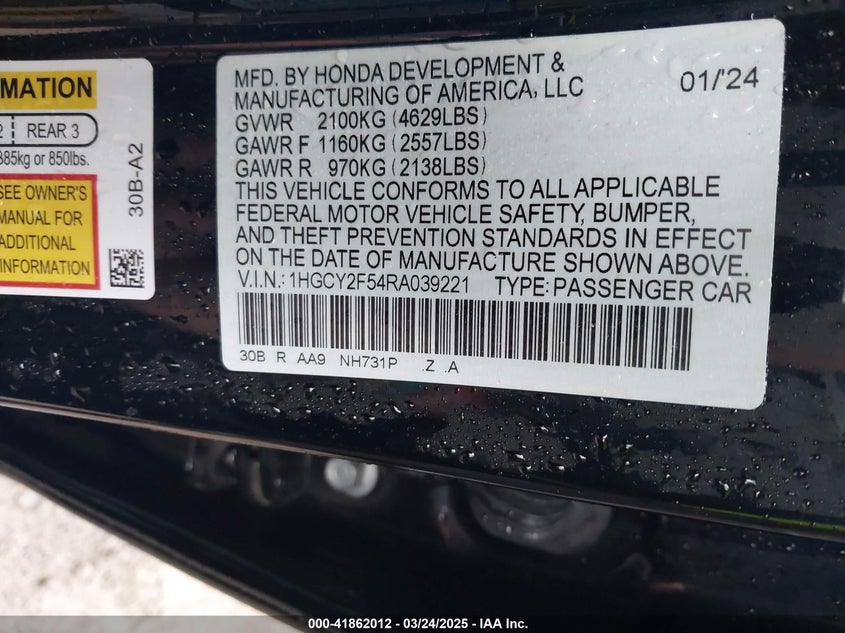 MATION
2 | REAR 3
385kg or 850lbs.
SEE OWNER'S
MANUAL FOR
ADDITIONAL
INFORMATION
30B-A2
MFD. BY HONDA DEVELOPMENT & 01/'24
MANUFACTURING OF AMERICA, LLC
GVWR 2100KG (4629LBS)
GAWR F 1160KG (2557LBS)
GAWR R 970KG (2138LBS)
THIS VEHICLE CONFORMS TO ALL APPLICABLE
FEDERAL MOTOR VEHICLE SAFETY, BUMPER,
AND THEFT PREVENTION STANDARDS IN EFFECT
ON THE DATE OF MANUFACTURE SHOWN ABOVE.
V.I.N.: 1HGCY2F54RA039221 TYPE: PASSENGER CAR
30B R AA9 NH731P .Z .A
000-41862012 - 03/24/2025 - IAA Inc.